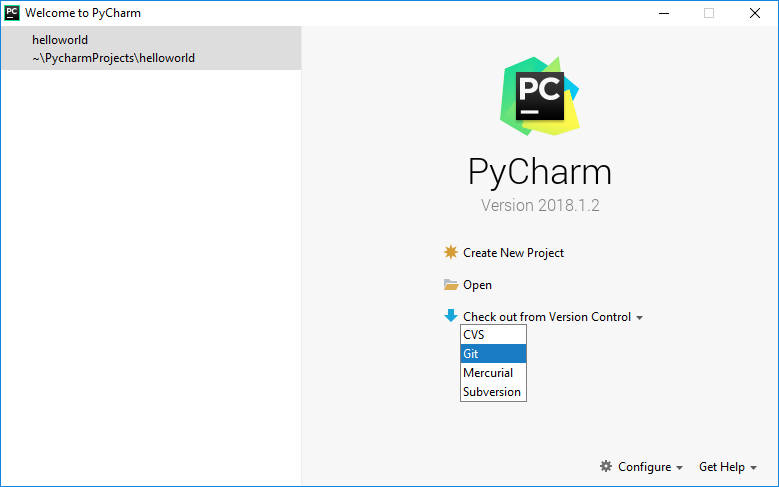 PC Welcome to PyCharm
helloworld
~\PycharmProjects\helloworld
PC
PyCharm
Version 2018.1.2
Create New Project
Open
Check out from Version Control
CVS
Git
Mercurial
Subversion
Configure Get Help